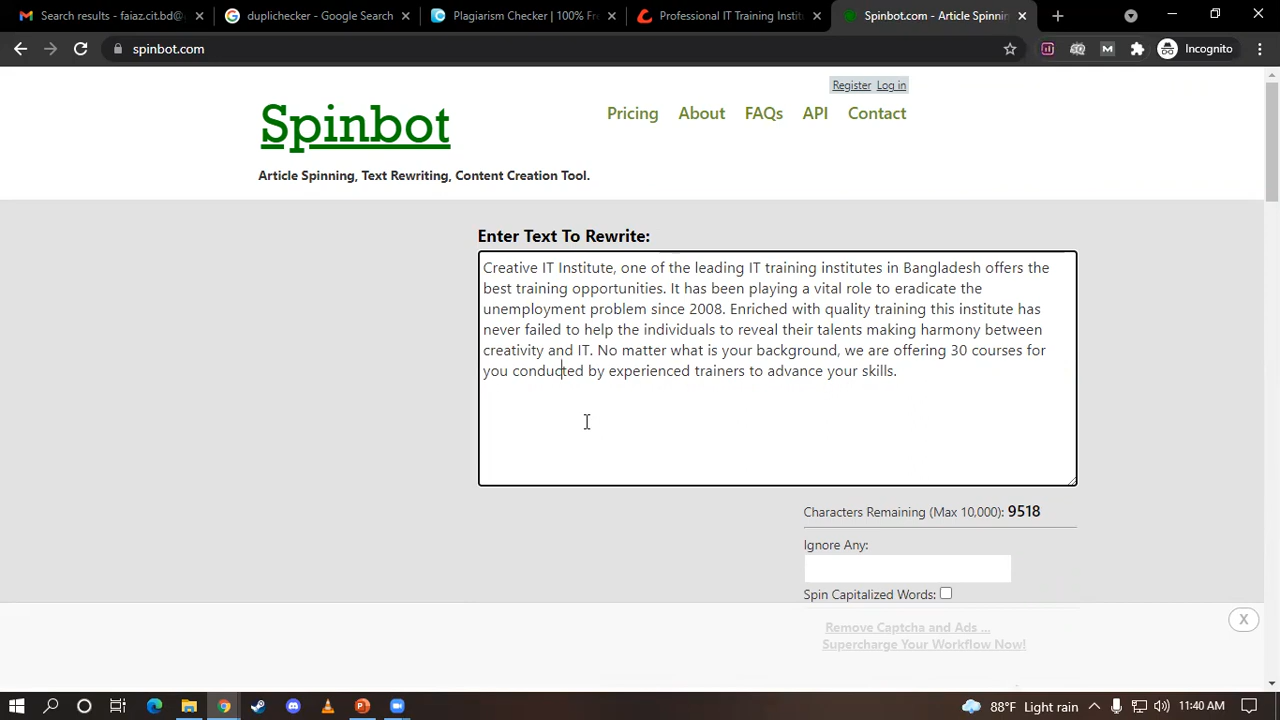 Search results - faiaz.cit.bd@
duplichecker - Google Search
Plagiarism Checker | 100% Fr
Professional IT Training Instit
Spinbot.com - Article Spinnin
spinbot.com
Incognito
Register Log in
Spinbot
Pricing About FAQs API Contact
Article Spinning, Text Rewriting, Content Creation Tool.
Enter Text To Rewrite:
Creative IT Institute, one of the leading IT training institutes in Bangladesh offers the
best training opportunities. It has been playing a vital role to eradicate the
unemployment problem since 2008. Enriched with quality training this institute has
never failed to help the individuals to reveal their talents making harmony between
creativity and IT. No matter what is your background, we are offering 30 courses for
you conducted by experienced trainers to advance your skills.
Characters Remaining (Max 10,000): 9518
Ignore Any:
Spin Capitalized Words:
Remove Captcha and Ads ...
Supercharge Your Workflow Now!
X
88°F Light rain
11:40 AM